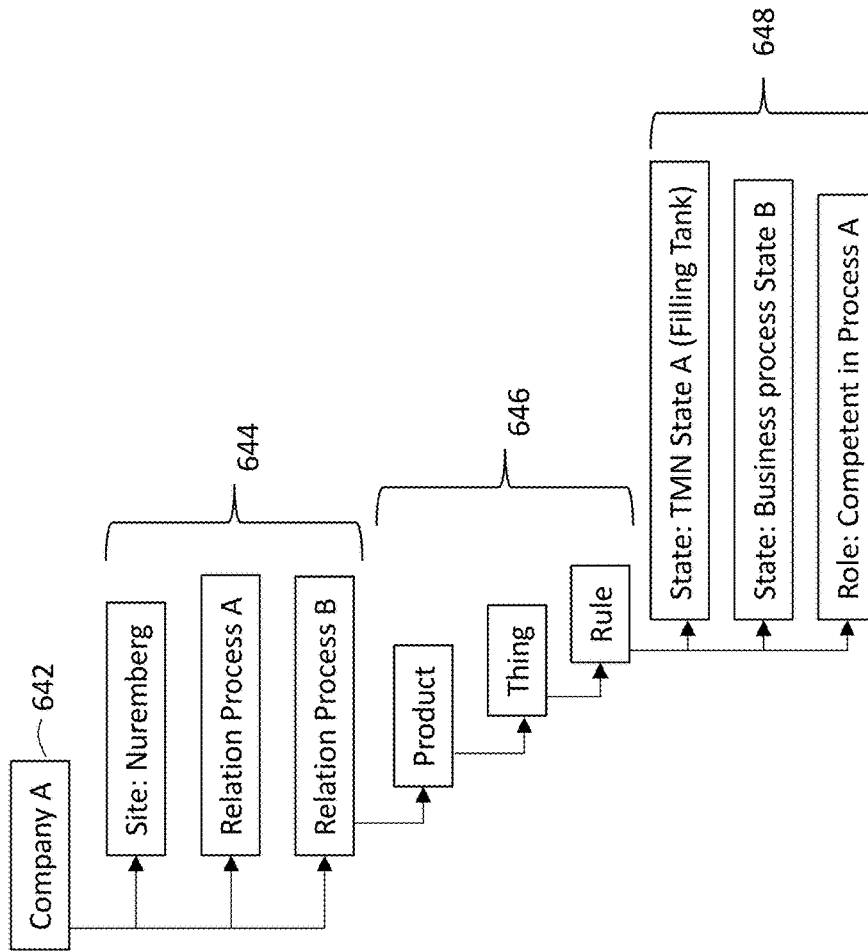 Company A
642
Site: Nuremberg
Relation Process A
Relation Process B
644
Product
Thing
Rule
646
State: TMN State A (Filling Tank)
State: Business process State B
Role: Competent in Process A
648